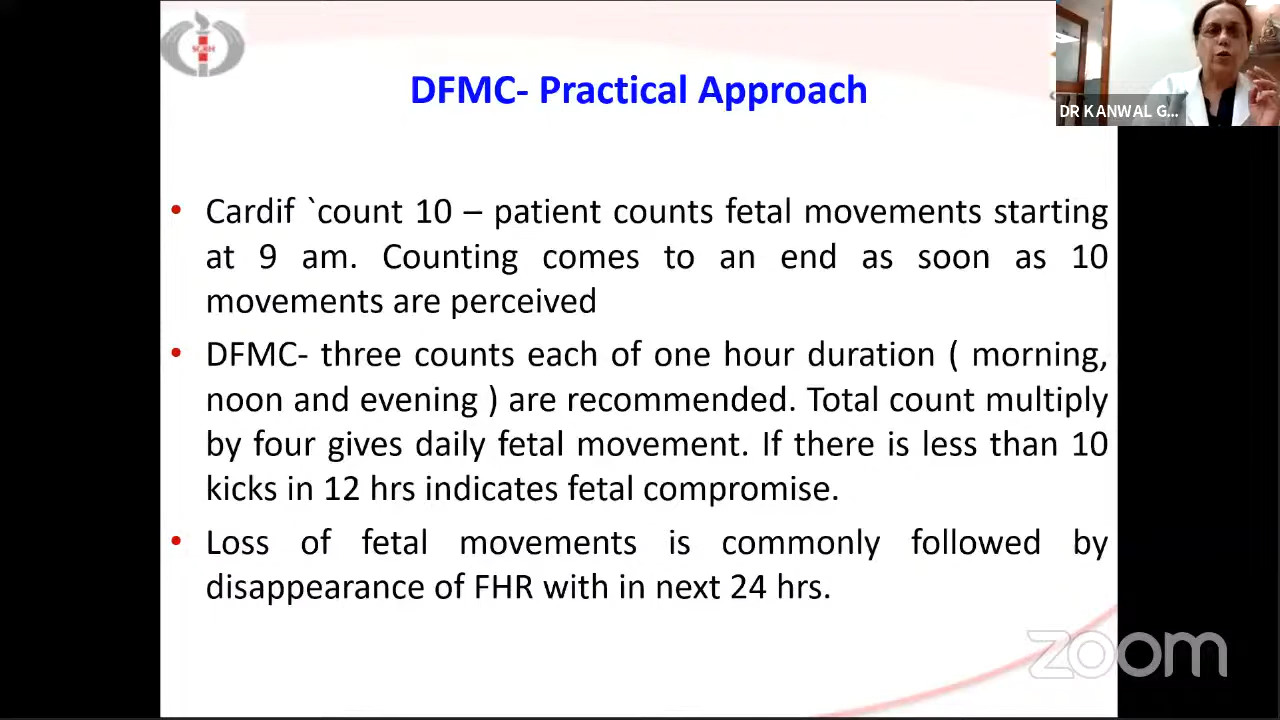 SGRH
DFMC- Practical Approach
DR KANWAL G...
• Cardif `count 10 – patient counts fetal movements starting
at 9 am. Counting comes to an end as soon as 10
movements are perceived
• DFMC- three counts each of one hour duration ( morning,
noon and evening ) are recommended. Total count multiply
by four gives daily fetal movement. If there is less than 10
kicks in 12 hrs indicates fetal compromise.
• Loss of fetal movements is commonly followed by
disappearance of FHR with in next 24 hrs.
zoom